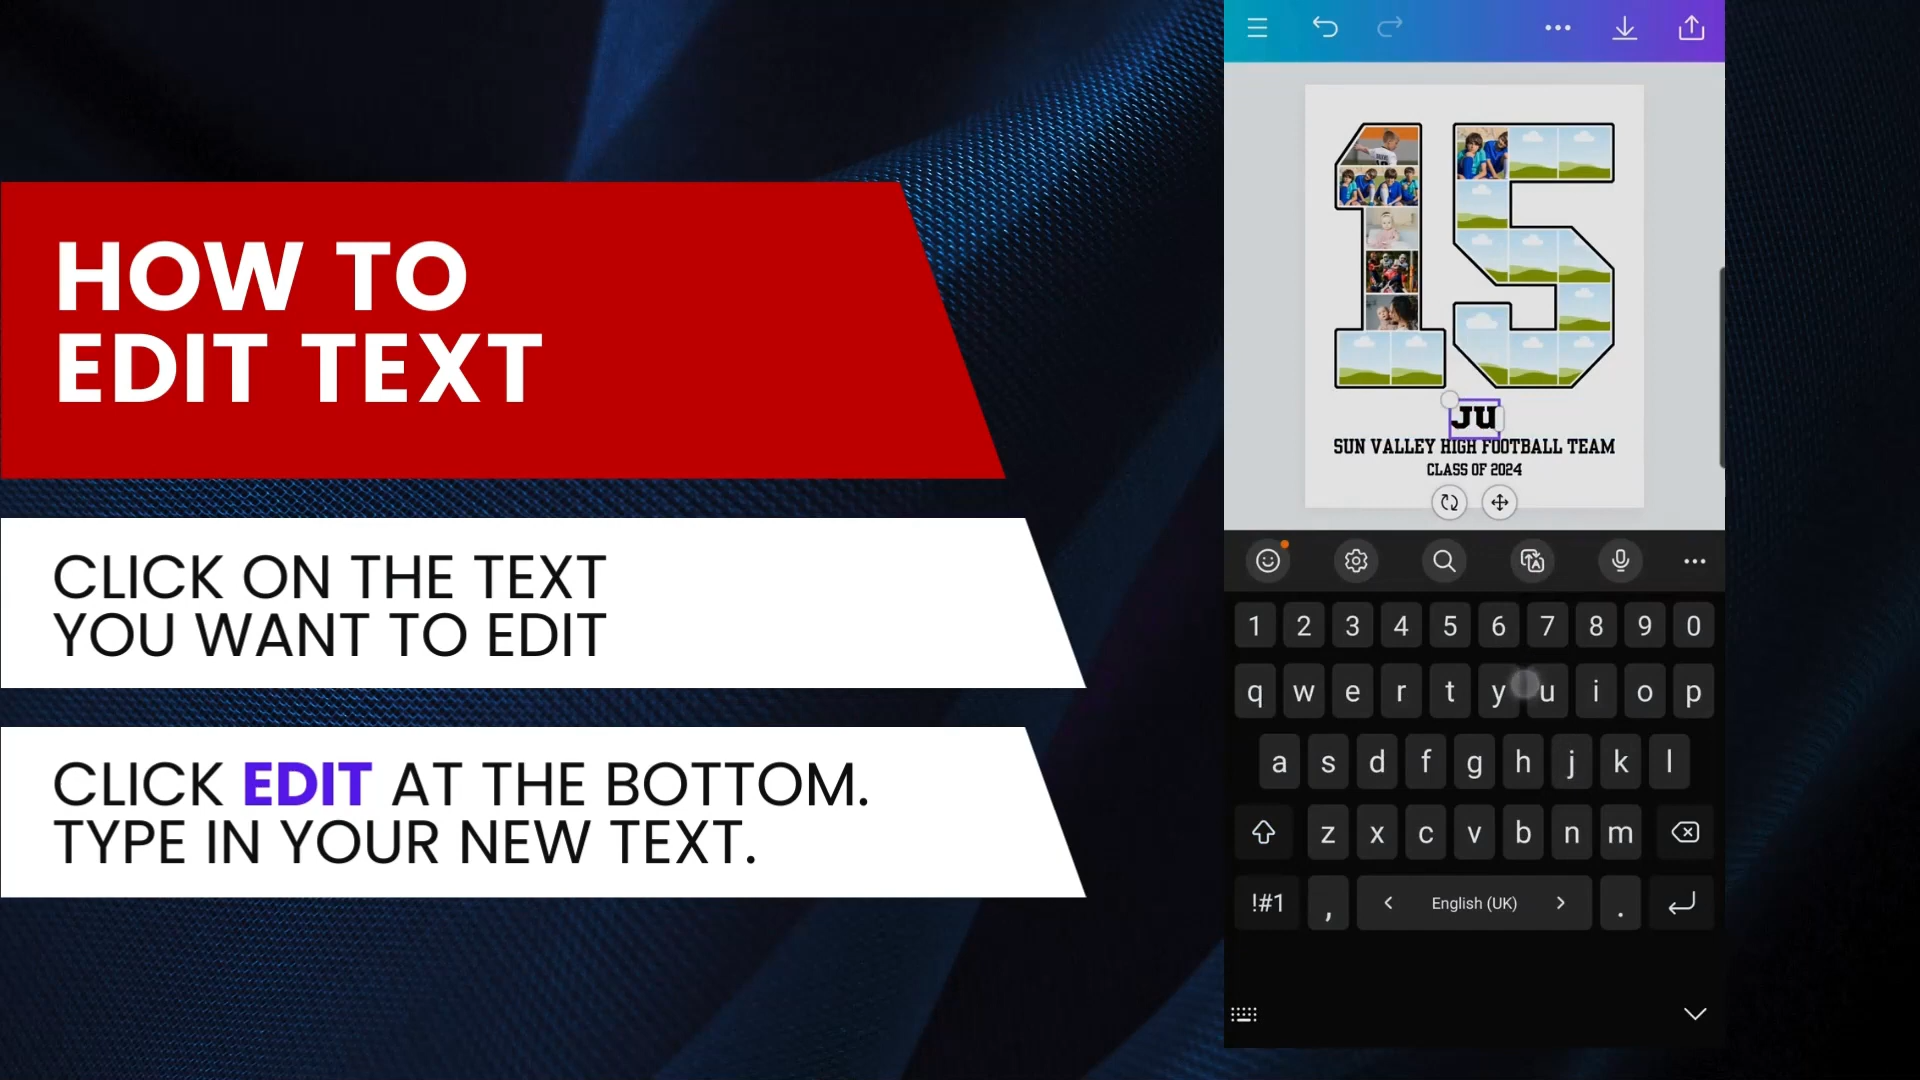 HOW TO
EDIT TEXT
CLICK ON THE TEXT
YOU WANT TO EDIT
CLICK EDIT AT THE BOTTOM.
TYPE IN YOUR NEW TEXT.
15
JU
SUN VALLEY HIGH FOOTBALL TEAM
CLASS OF 2024
1 2 3 4 5 6 7 8 9 0
q w e r t y u i o p
a s d f g h j k l
z x c v b n m
!#1 , < English (UK) > .